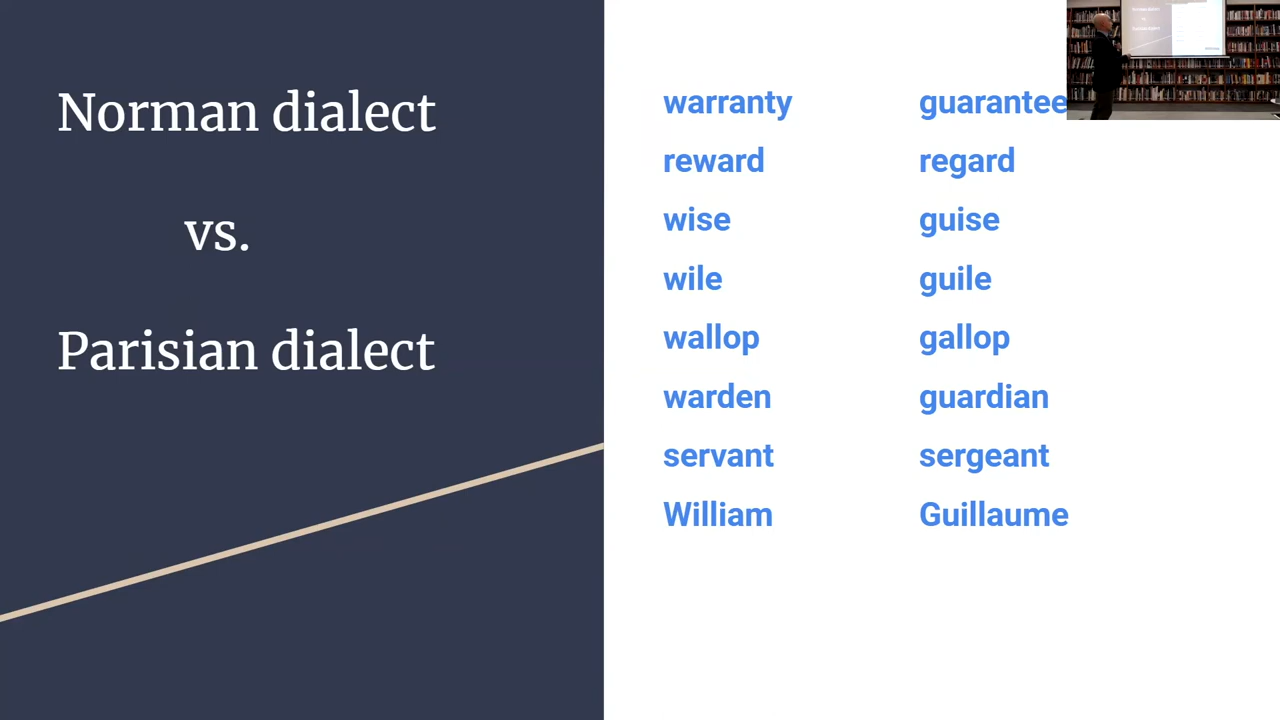 Norman dialect
vs.
Parisian dialect
warranty guarantee
reward regard
wise guise
wile guile
wallop gallop
warden guardian
servant sergeant
William Guillaume